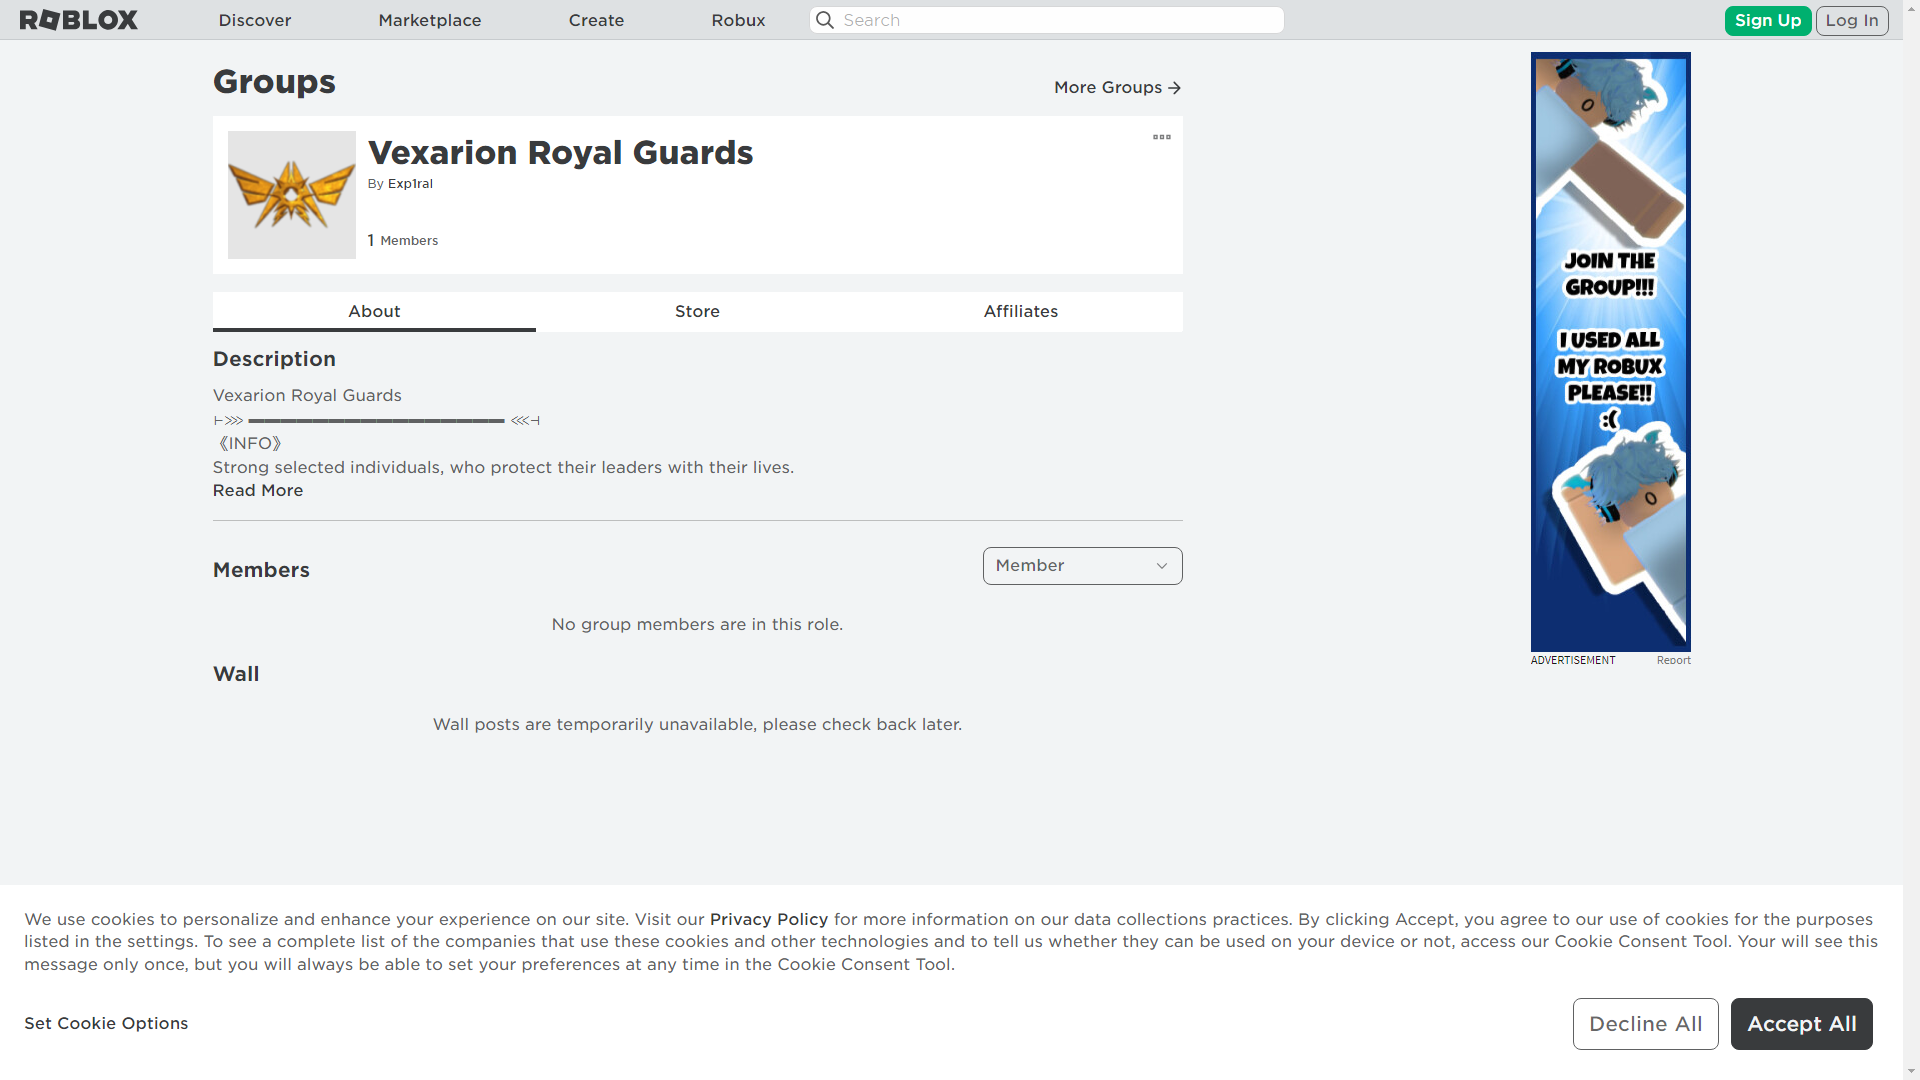 ROBLOX
Discover
Marketplace
Create
Robux
Search
Sign Up
Log In
Groups
More Groups →
Vexarion Royal Guards
By Exp1ral
1 Members
About
Store
Affiliates
Description
Vexarion Royal Guards
⊢⋙ ════════════════ ⋘⊣
《INFO》
Strong selected individuals, who protect their leaders with their lives.
Read More
Members
Member
No group members are in this role.
Wall
Wall posts are temporarily unavailable, please check back later.
JOIN THE
GROUP!!!
I USED ALL
MY ROBUX
PLEASE!!
:(
ADVERTISEMENT
Report
We use cookies to personalize and enhance your experience on our site. Visit our Privacy Policy for more information on our data collections practices. By clicking Accept, you agree to our use of cookies for the purposes
listed in the settings. To see a complete list of the companies that use these cookies and other technologies and to tell us whether they can be used on your device or not, access our Cookie Consent Tool. Your will see this
message only once, but you will always be able to set your preferences at any time in the Cookie Consent Tool.
Set Cookie Options
Decline All
Accept All